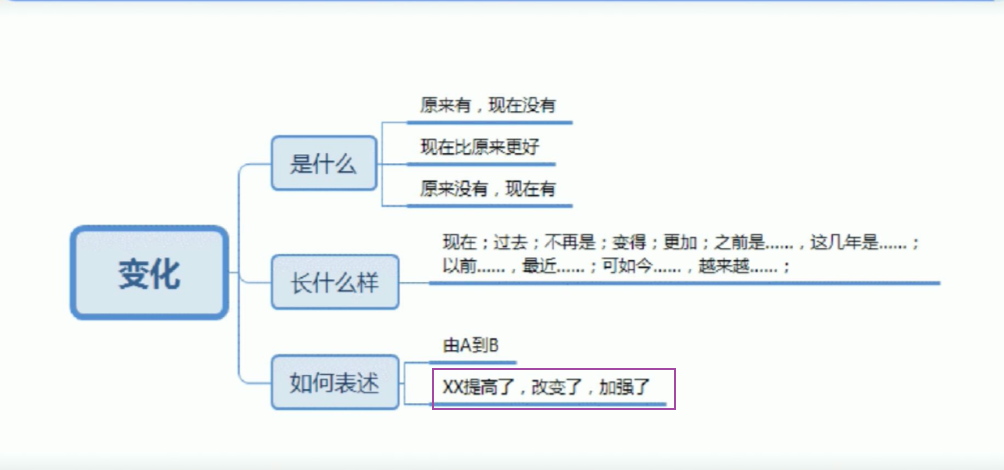 变化
是什么
原来有，现在没有
现在比原来更好
原来没有，现在有
长什么样
现在；过去；不再是；变得；更加；之前是……，这几年是……；
以前……，最近……；可如今……，越来越……；
如何表述
由A到B
XX提高了，改变了，加强了